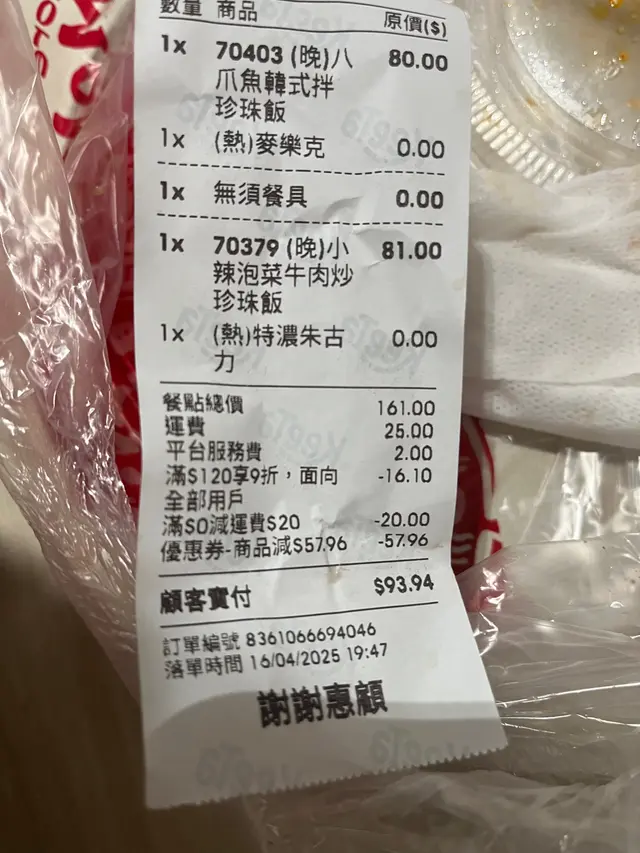 數量 商品 原價($)
1x 70403 (晚)八 80.00
爪魚韓式拌
珍珠飯
1x (熱)麥樂克 0.00
1x 無須餐具 0.00
1x 70379 (晚)小 81.00
辣泡菜牛肉炒
珍珠飯
1x (熱)特濃朱古 0.00
力
餐點總價 161.00
運費 25.00
平台服務費 2.00
滿$120享9折，面向 -16.10
全部用戶
滿$0減運費$20 -20.00
優惠券-商品減$57.96 -57.96
顧客實付 $93.94
訂單編號 8361066694046
落單時間 16/04/2025 19:47
謝謝惠顧